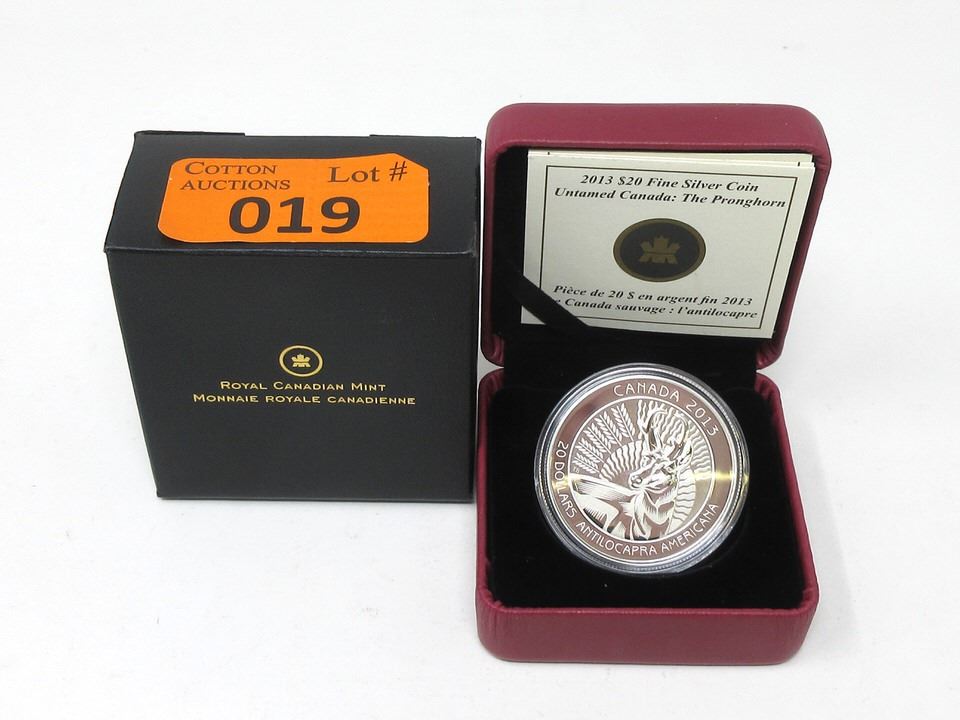 COTTON
AUCTIONS
Lot #
019
ROYAL CANADIAN MINT
MONNAIE ROYALE CANADIENNE
2013 $20 Fine Silver Coin
Untamed Canada: The Pronghorn
Pièce de 20 $ en argent fin 2013
e Canada sauvage : l'antilocapre
CANADA 2013
20 DOLLARS ANTILOCAPRA AMERICANA